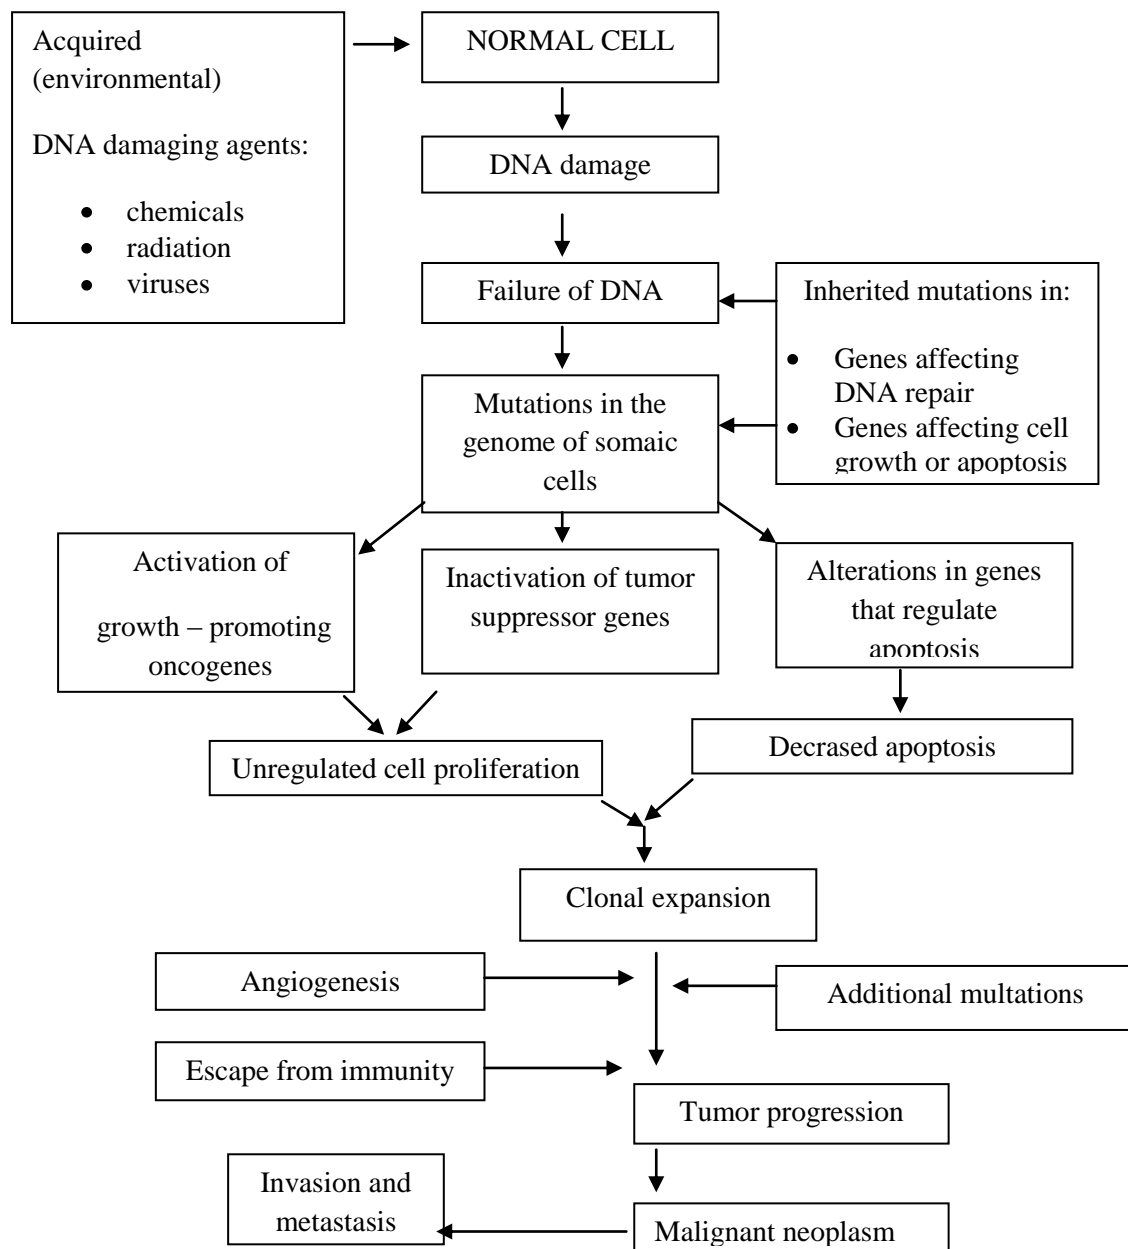 Acquired
(environmental)
DNA damaging agents:
• chemicals
• radiation
• viruses
NORMAL CELL
DNA damage
Failure of DNA
Inherited mutations in:
• Genes affecting
DNA repair
• Genes affecting cell
growth or apoptosis
Mutations in the
genome of somaic
cells
Activation of
growth – promoting
oncogenes
Inactivation of tumor
suppressor genes
Alterations in genes
that regulate
apoptosis
Unregulated cell proliferation
Decrased apoptosis
Clonal expansion
Angiogenesis
Additional multations
Escape from immunity
Tumor progression
Invasion and
metastasis
Malignant neoplasm